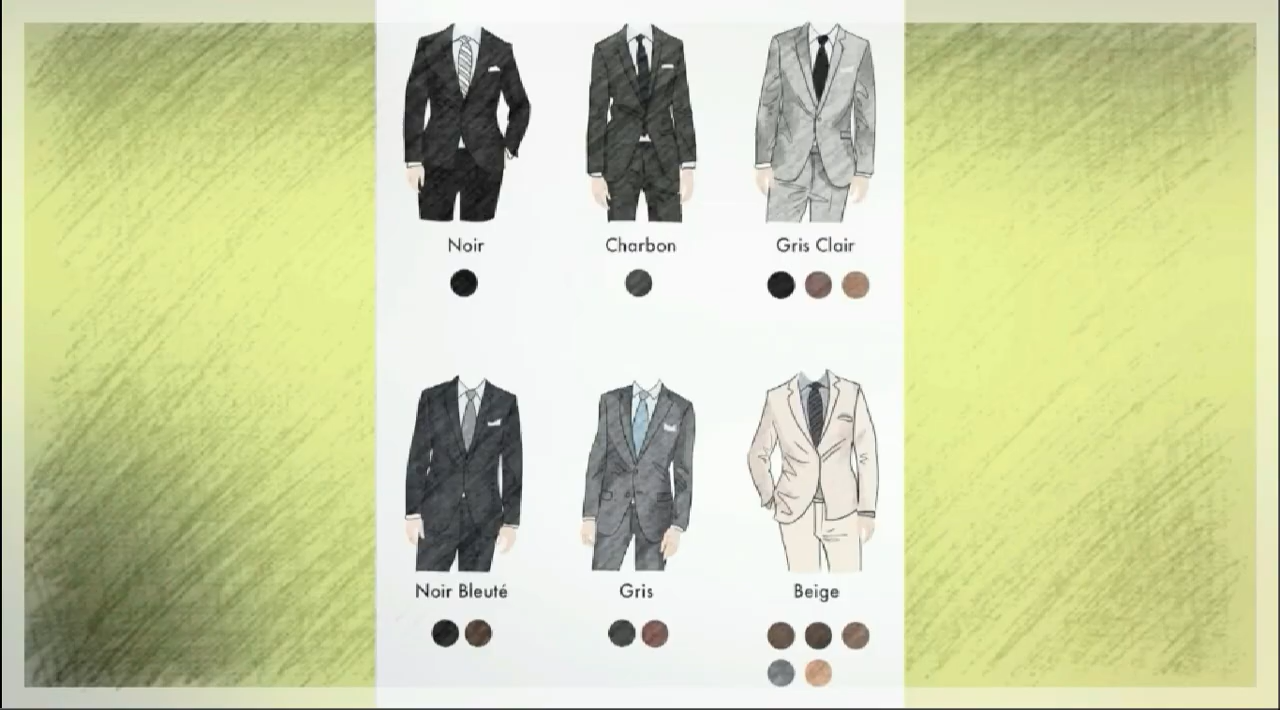 Noir
Charbon
Gris Clair
Noir Bleuté
Gris
Beige